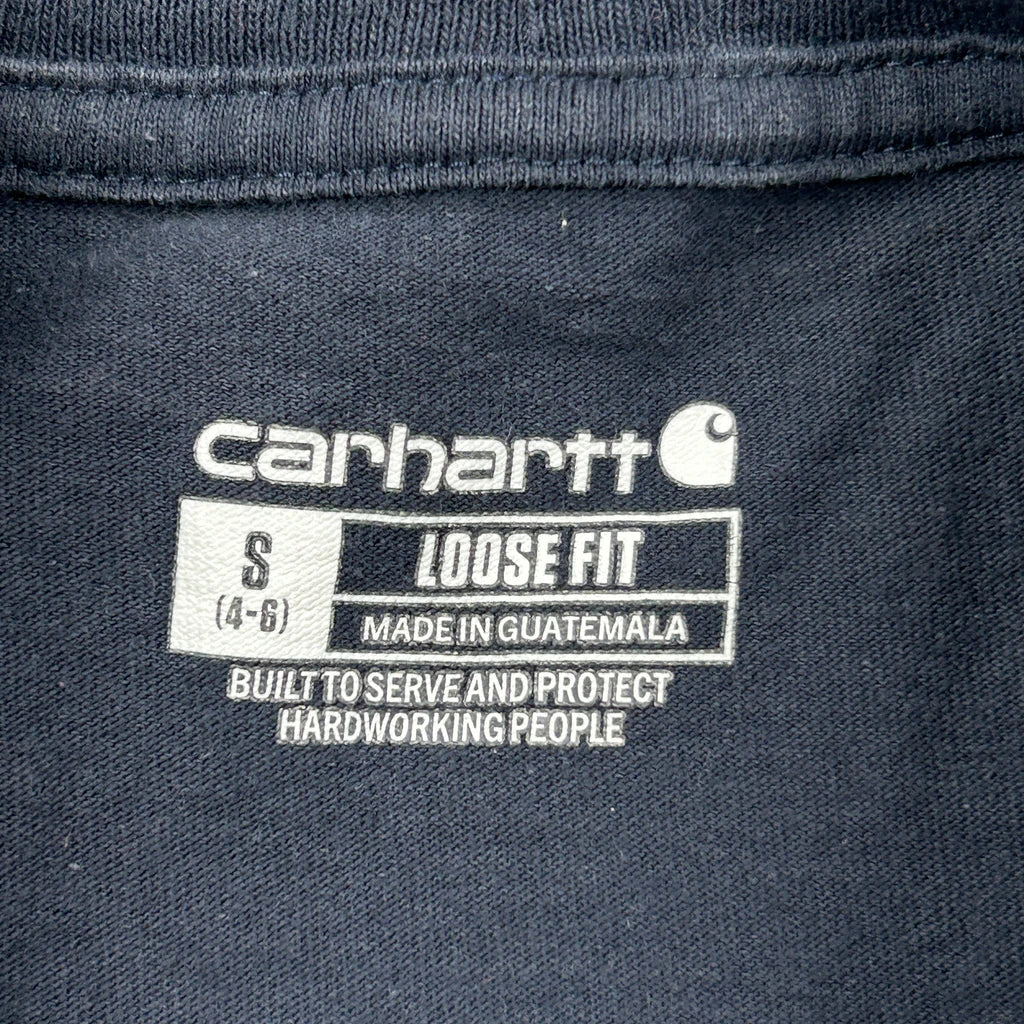 carhartt
S
(4-6)
LOOSE FIT
MADE IN GUATEMALA
BUILT TO SERVE AND PROTECT
HARDWORKING PEOPLE